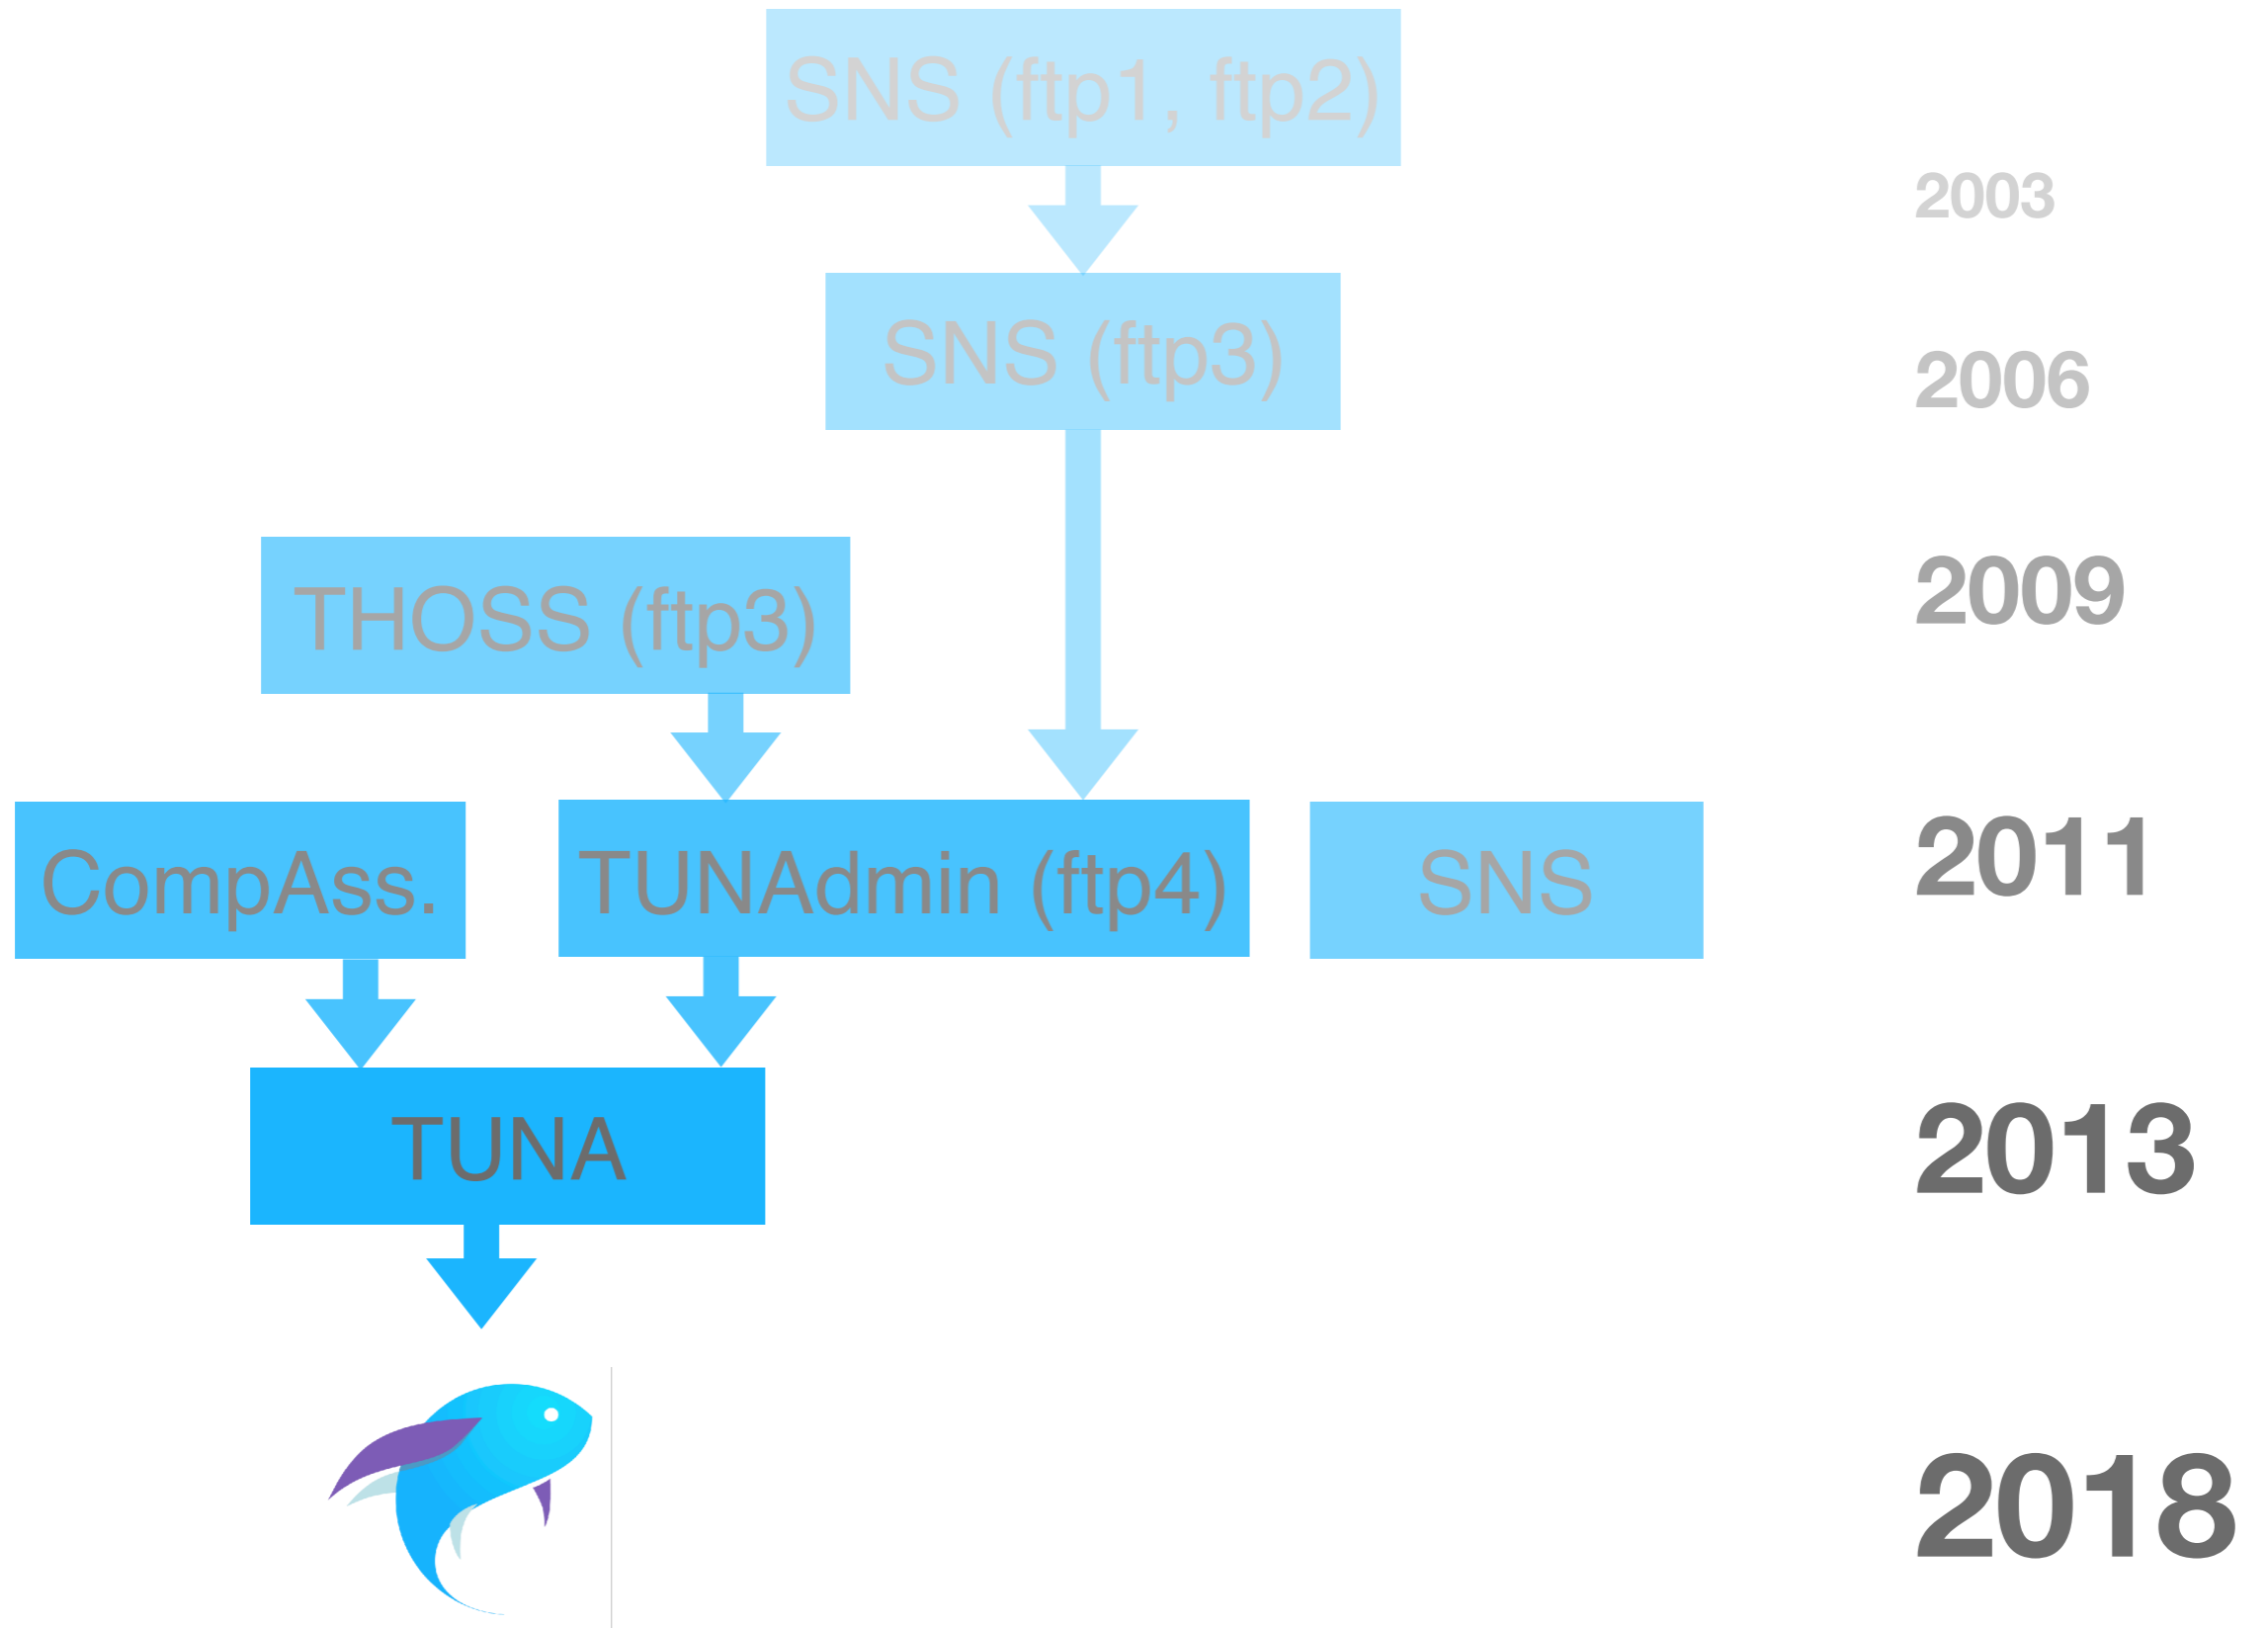 SNS (ftp1, ftp2)
2003
SNS (ftp3)
2006
THOSS (ftp3)
2009
CompAss.
TUNAdmin (ftp4)
SNS
2011
TUNA
2013
2018